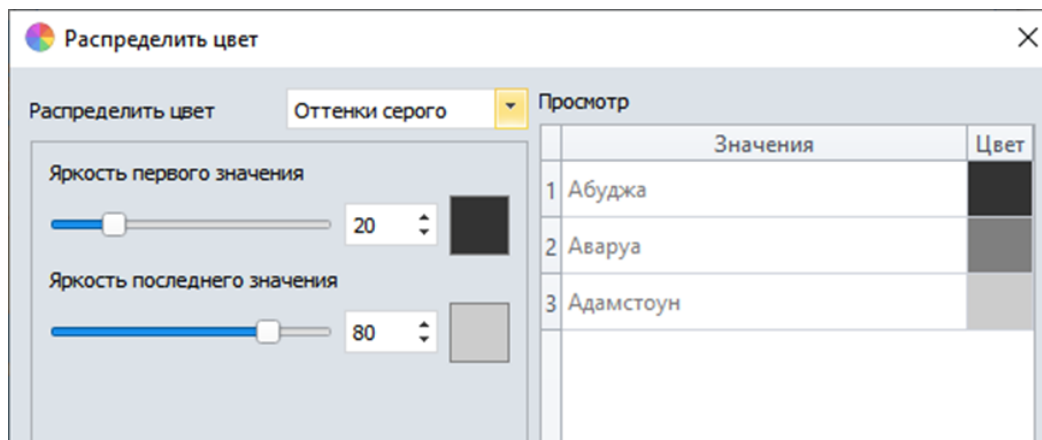 Распределить цвет
Распределить цвет
Оттенки серого
Яркость первого значения
20
Яркость последнего значения
80
Просмотр
Значения Цвет
1 Абуджа
2 Аваруа
3 Адамстоун